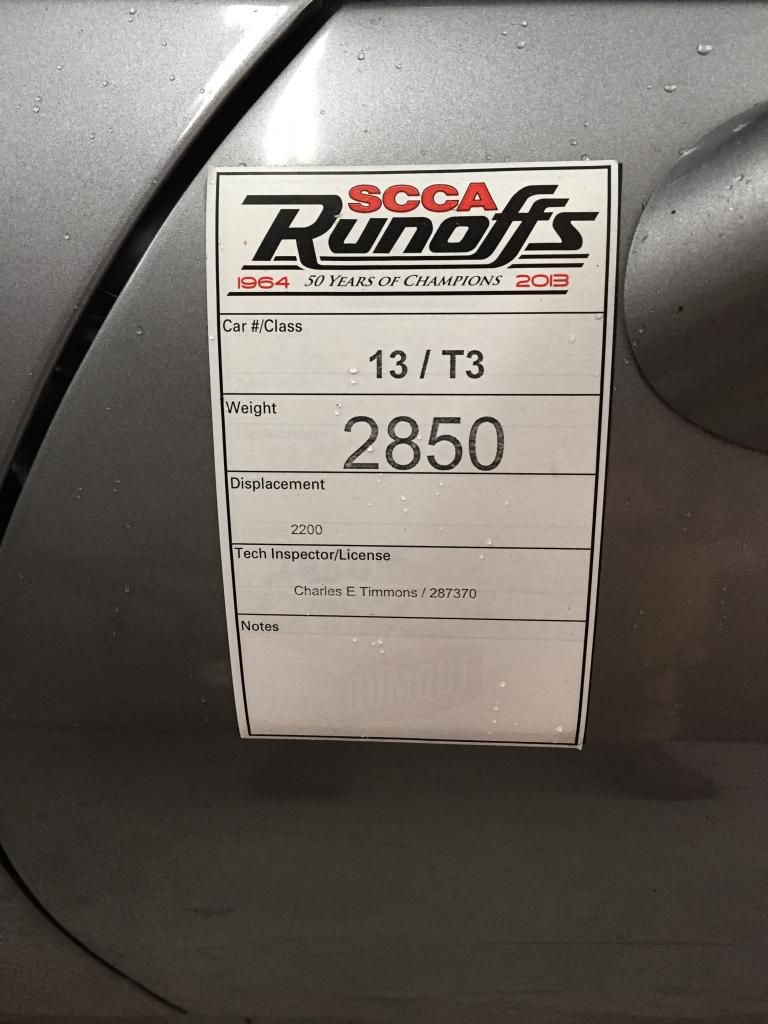 SCCA
Runoffs
1964 50 YEARS OF CHAMPIONS 2013
Car #/Class
13 / T3
Weight
2850
Displacement
2200
Tech Inspector/License
Charles E Timmons / 287370
Notes
GUMOUT